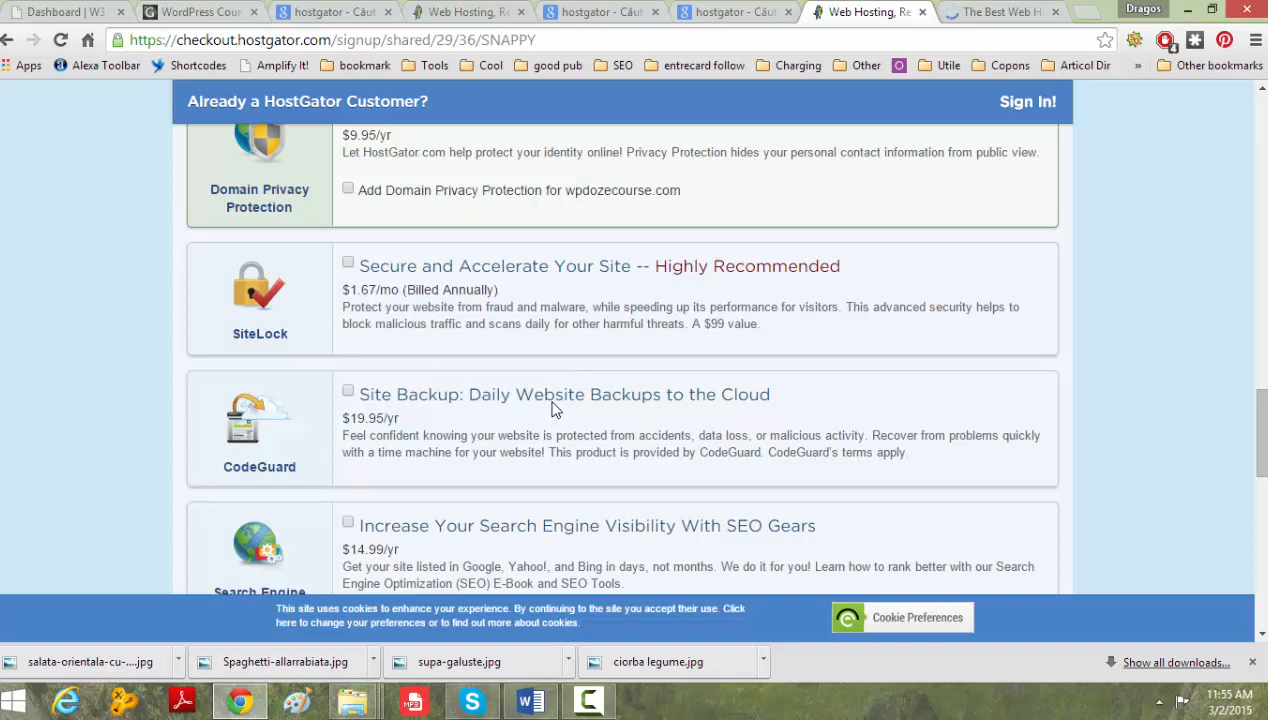 Dashboard | W3
WordPress Cour
hostgator - Cău
Web Hosting, Re
hostgator - Cău
hostgator - Cău
Web Hosting, Re
The Best Web H
Dragos
https://checkout.hostgator.com/signup/shared/29/36/SNAPPY
Apps
Alexa Toolbar
Shortcodes
Amplify It!
bookmark
Tools
Cool
good pub
SEO
entrecard follow
Charging
Other
Utile
Copons
Articol Dir
»
Other bookmarks
Already a HostGator Customer?
Sign In!
$9.95/yr
Let HostGator.com help protect your identity online! Privacy Protection hides your personal contact information from public view.
Domain Privacy
Protection
Add Domain Privacy Protection for wpdozecourse.com
Secure and Accelerate Your Site -- Highly Recommended
$1.67/mo (Billed Annually)
Protect your website from fraud and malware, while speeding up its performance for visitors. This advanced security helps to
block malicious traffic and scans daily for other harmful threats. A $99 value.
SiteLock
Site Backup: Daily Website Backups to the Cloud
$19.95/yr
Feel confident knowing your website is protected from accidents, data loss, or malicious activity. Recover from problems quickly
with a time machine for your website! This product is provided by CodeGuard. CodeGuard's terms apply.
CodeGuard
Increase Your Search Engine Visibility With SEO Gears
$14.99/yr
Get your site listed in Google, Yahoo!, and Bing in days, not months. We do it for you! Learn how to rank better with our Search
Engine Optimization (SEO) E-Book and SEO Tools.
Search Engine
This site uses cookies to enhance your experience. By continuing to the site you accept their use. Click
here to change your preferences or to find out more about cookies.
Cookie Preferences
salata-orientala-cu-....jpg
Spaghetti-allarrabiata.jpg
supa-galuste.jpg
ciorba legume.jpg
Show all downloads...
11:55 AM
3/2/2015